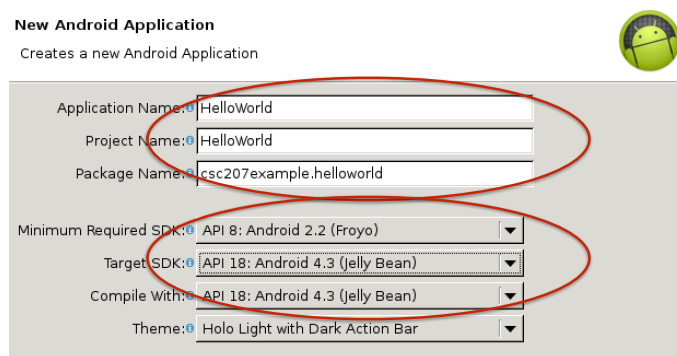 New Android Application
Creates a new Android Application
Application Name: HelloWorld
Project Name: HelloWorld
Package Name: csc207example.helloworld
Minimum Required SDK: API 8: Android 2.2 (Froyo)
Target SDK: API 18: Android 4.3 (Jelly Bean)
Compile With: API 18: Android 4.3 (Jelly Bean)
Theme: Holo Light with Dark Action Bar